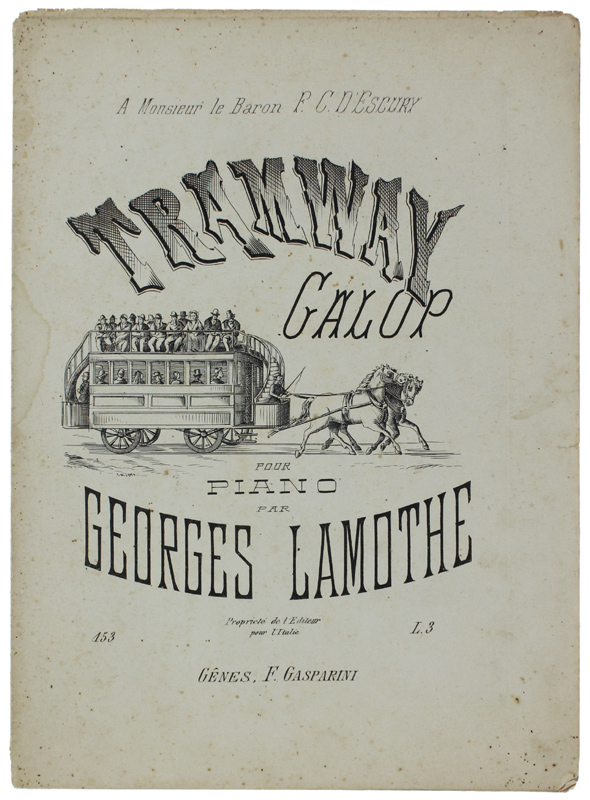 A Monsieur le Baron F. C. D'Escury
TRAMWAY
GALOP
POUR
PIANO
PAR
GEORGES LAMOTHE
Propriété de l'Editeur
pour l'Italie
153
L. 3
GÊNES, F. GASPARINI